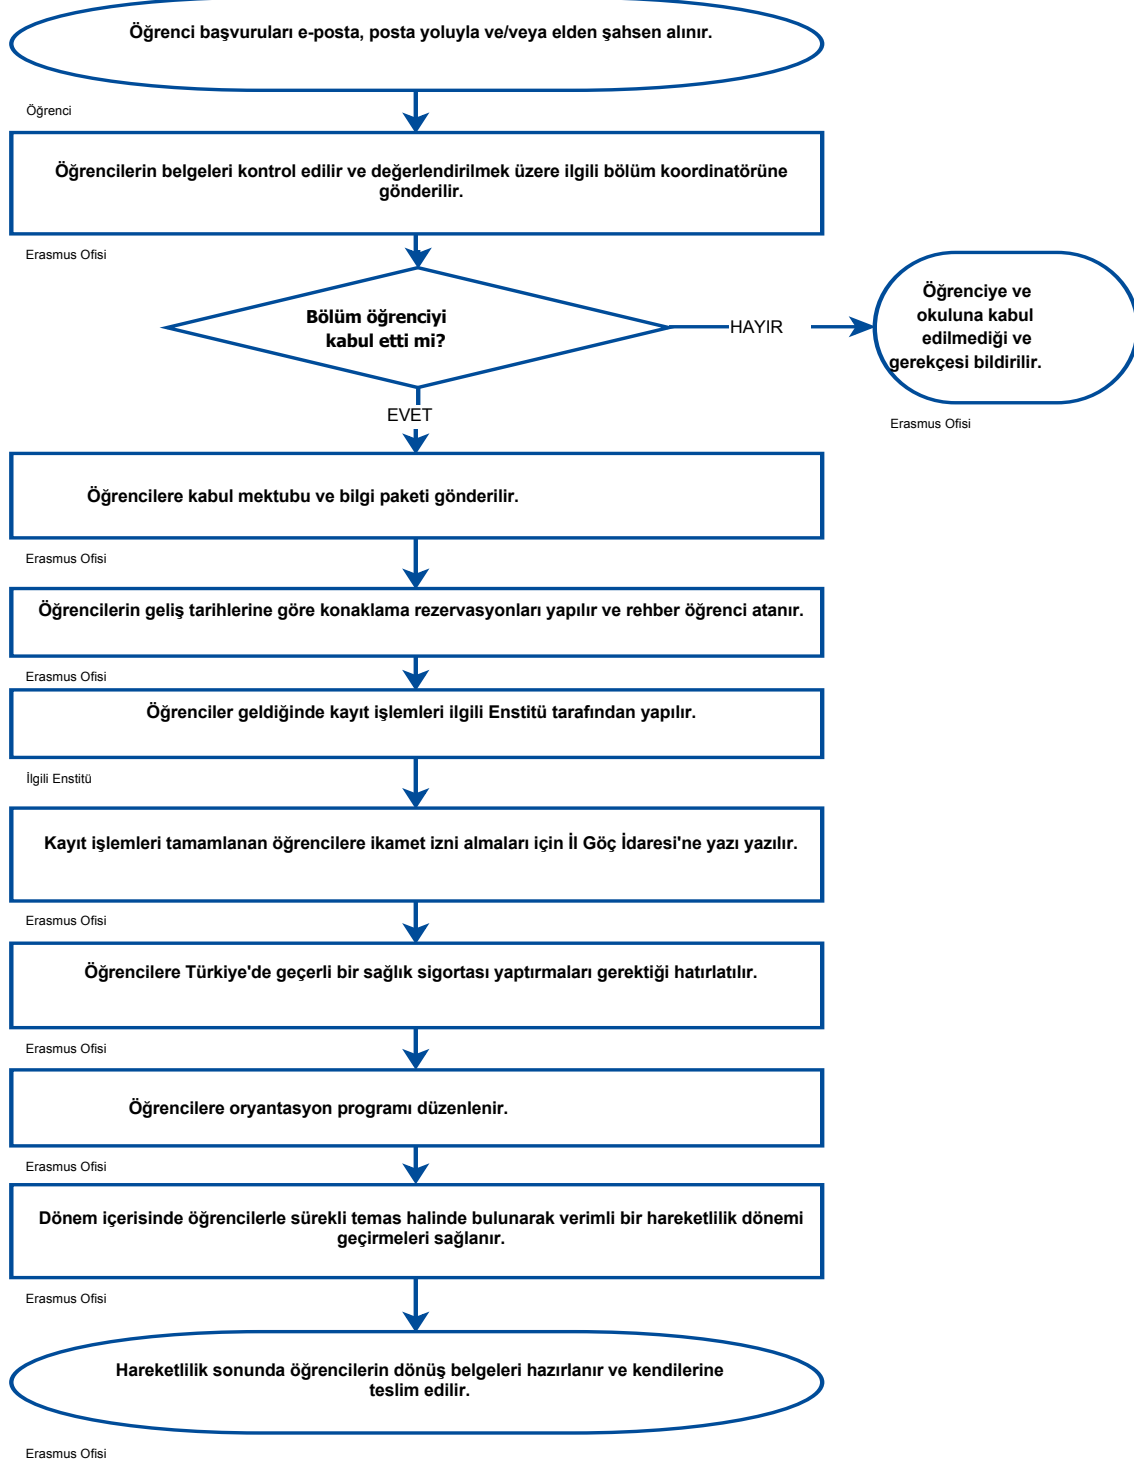 Öğrenci başvuruları e-posta, posta yoluyla ve/veya elden şahsen alınır.
Öğrenci
Öğrencilerin belgeleri kontrol edilir ve değerlendirilmek üzere ilgili bölüm koordinatörüne
gönderilir.
Erasmus Ofisi
Bölüm öğrenciyi
kabul etti mi?
HAYIR
Öğrenciye ve
okuluna kabul
edilmediği ve
gerekçesi bildirilir.
Erasmus Ofisi
EVET
Öğrencilere kabul mektubu ve bilgi paketi gönderilir.
Erasmus Ofisi
Öğrencilerin geliş tarihlerine göre konaklama rezervasyonları yapılır ve rehber öğrenci atanır.
Erasmus Ofisi
Öğrenciler geldiğinde kayıt işlemleri ilgili Enstitü tarafından yapılır.
İlgili Enstitü
Kayıt işlemleri tamamlanan öğrencilere ikamet izni almaları için İl Göç İdaresi'ne yazı yazılır.
Erasmus Ofisi
Öğrencilere Türkiye'de geçerli bir sağlık sigortası yaptırmaları gerektiği hatırlatılır.
Erasmus Ofisi
Öğrencilere oryantasyon programı düzenlenir.
Erasmus Ofisi
Dönem içerisinde öğrencilerle sürekli temas halinde bulunarak verimli bir hareketlilik dönemi
geçirmeleri sağlanır.
Erasmus Ofisi
Hareketlilik sonunda öğrencilerin dönüş belgeleri hazırlanır ve kendilerine
teslim edilir.
Erasmus Ofisi